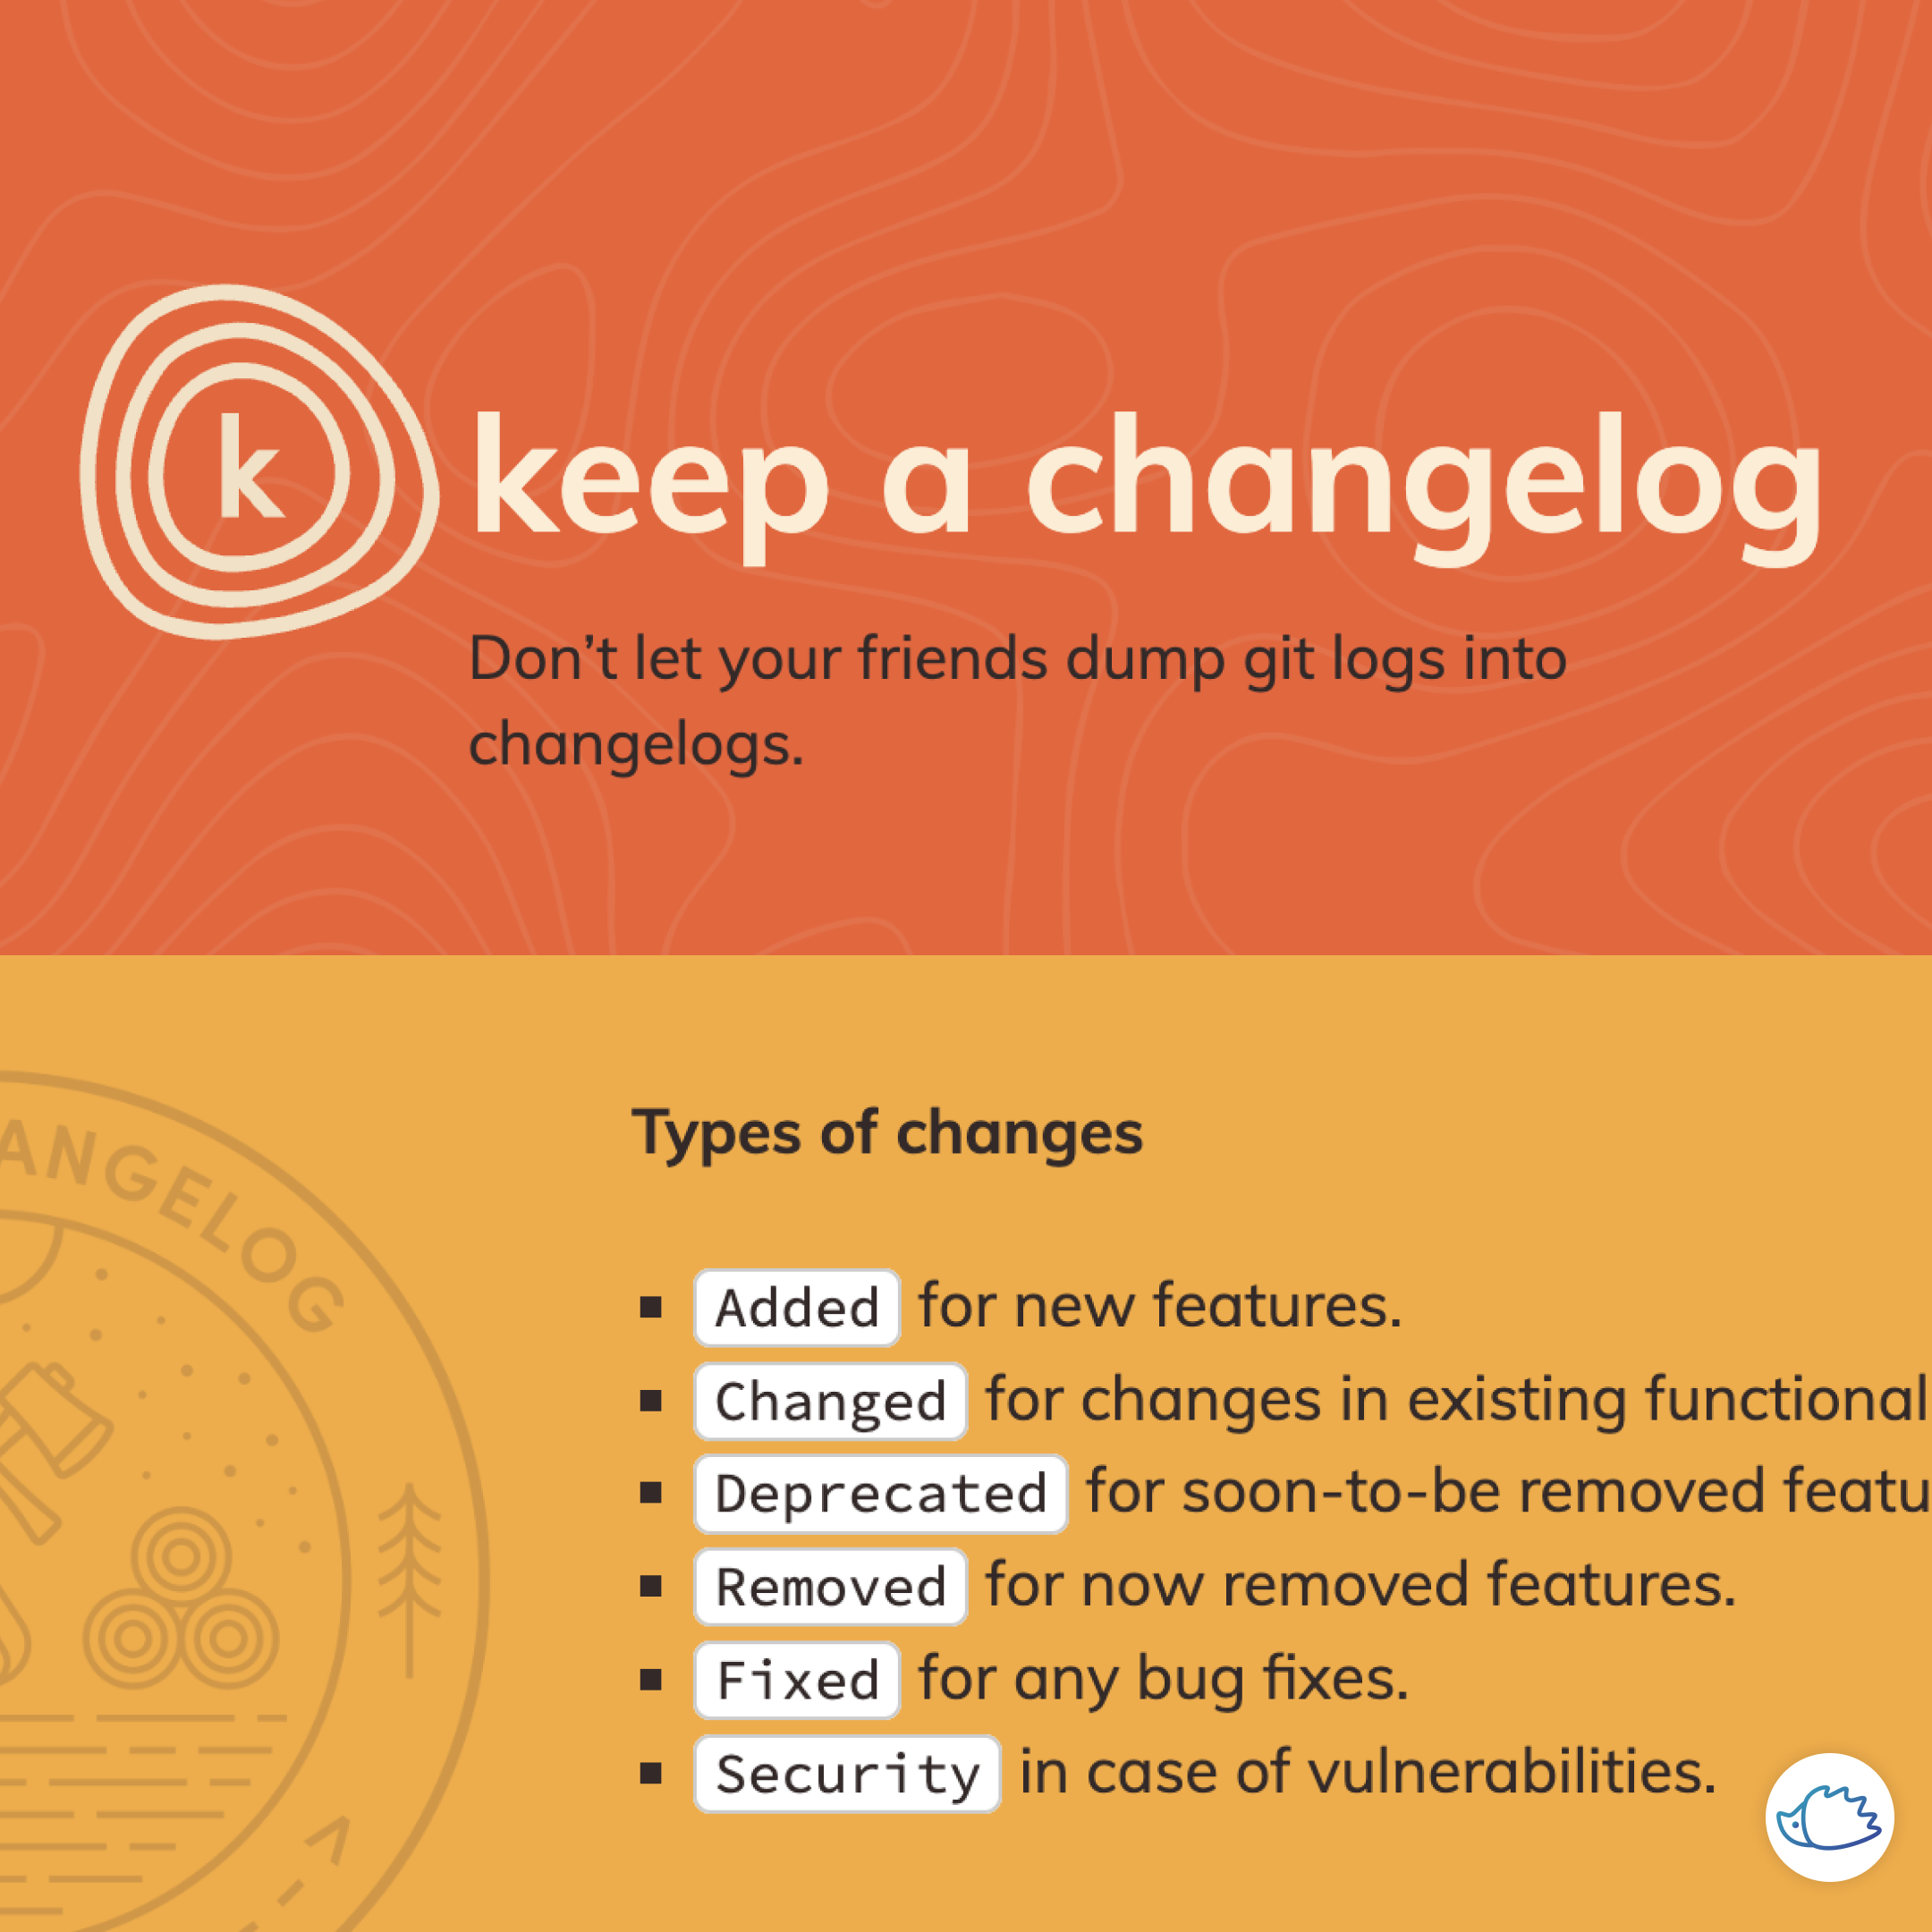 k
keep a changelog
Don’t let your friends dump git logs into
changelogs.
ANGELOG
Types of changes
Added for new features.
Changed for changes in existing functional
Deprecated for soon-to-be removed featu
Removed for now removed features.
Fixed for any bug fixes.
Security in case of vulnerabilities.